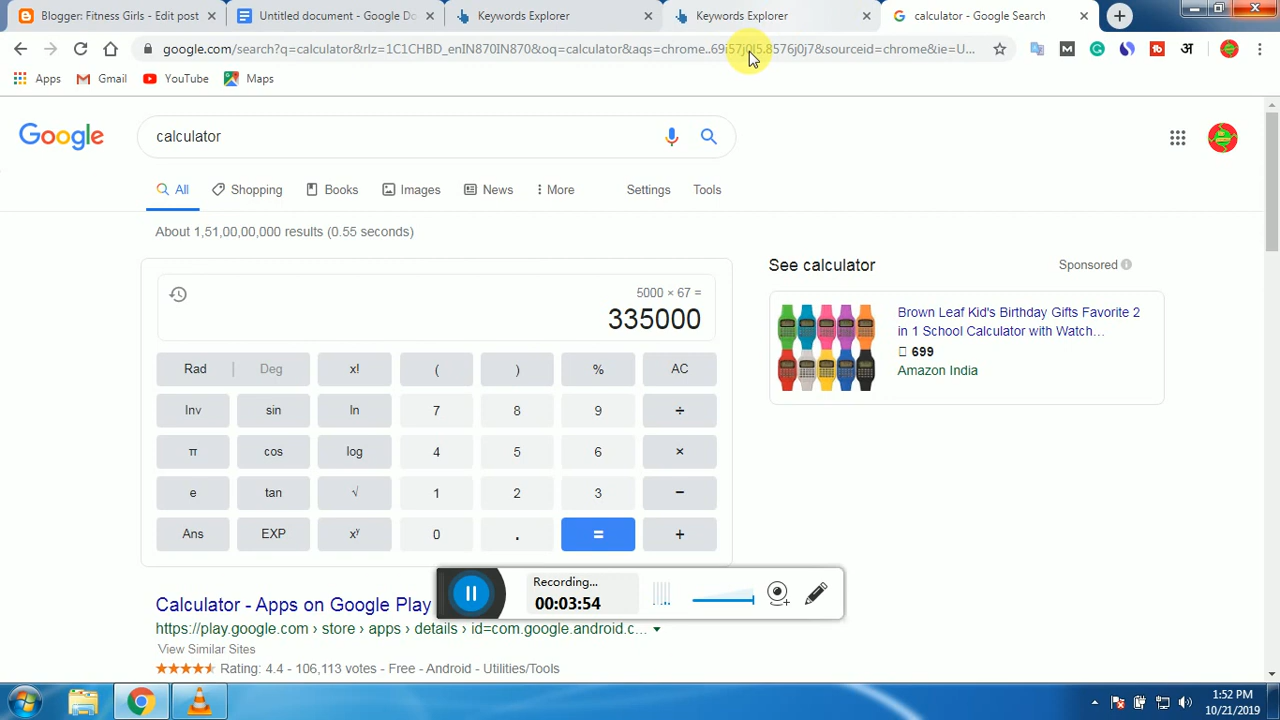 Blogger: Fitness Girls - Edit post
Untitled document - Google Do
Keywords Explorer
Keywords Explorer
calculator - Google Search
google.com/search?q=calculator&rlz=1C1CHBD_enIN870IN870&oq=calculator&aqs=chrome..69i57j0l5.8576j0j7&sourceid=chrome&ie=U...
Apps
Gmail
YouTube
Maps
Google
calculator
All
Shopping
Books
Images
News
More
Settings
Tools
About 1,51,00,00,000 results (0.55 seconds)
5000 × 67 =
335000
Rad | Deg x! ( ) % AC
Inv sin ln 7 8 9 ÷
π cos log 4 5 6 ×
e tan √ 1 2 3 −
Ans EXP xʸ 0 . = +
See calculator
Sponsored
Brown Leaf Kid's Birthday Gifts Favorite 2
in 1 School Calculator with Watch...
699
Amazon India
Recording...
00:03:54
Calculator - Apps on Google Play
https://play.google.com › store › apps › details › id=com.google.android.c...
View Similar Sites
Rating: 4.4 - 106,113 votes - Free - Android - Utilities/Tools
1:52 PM
10/21/2019